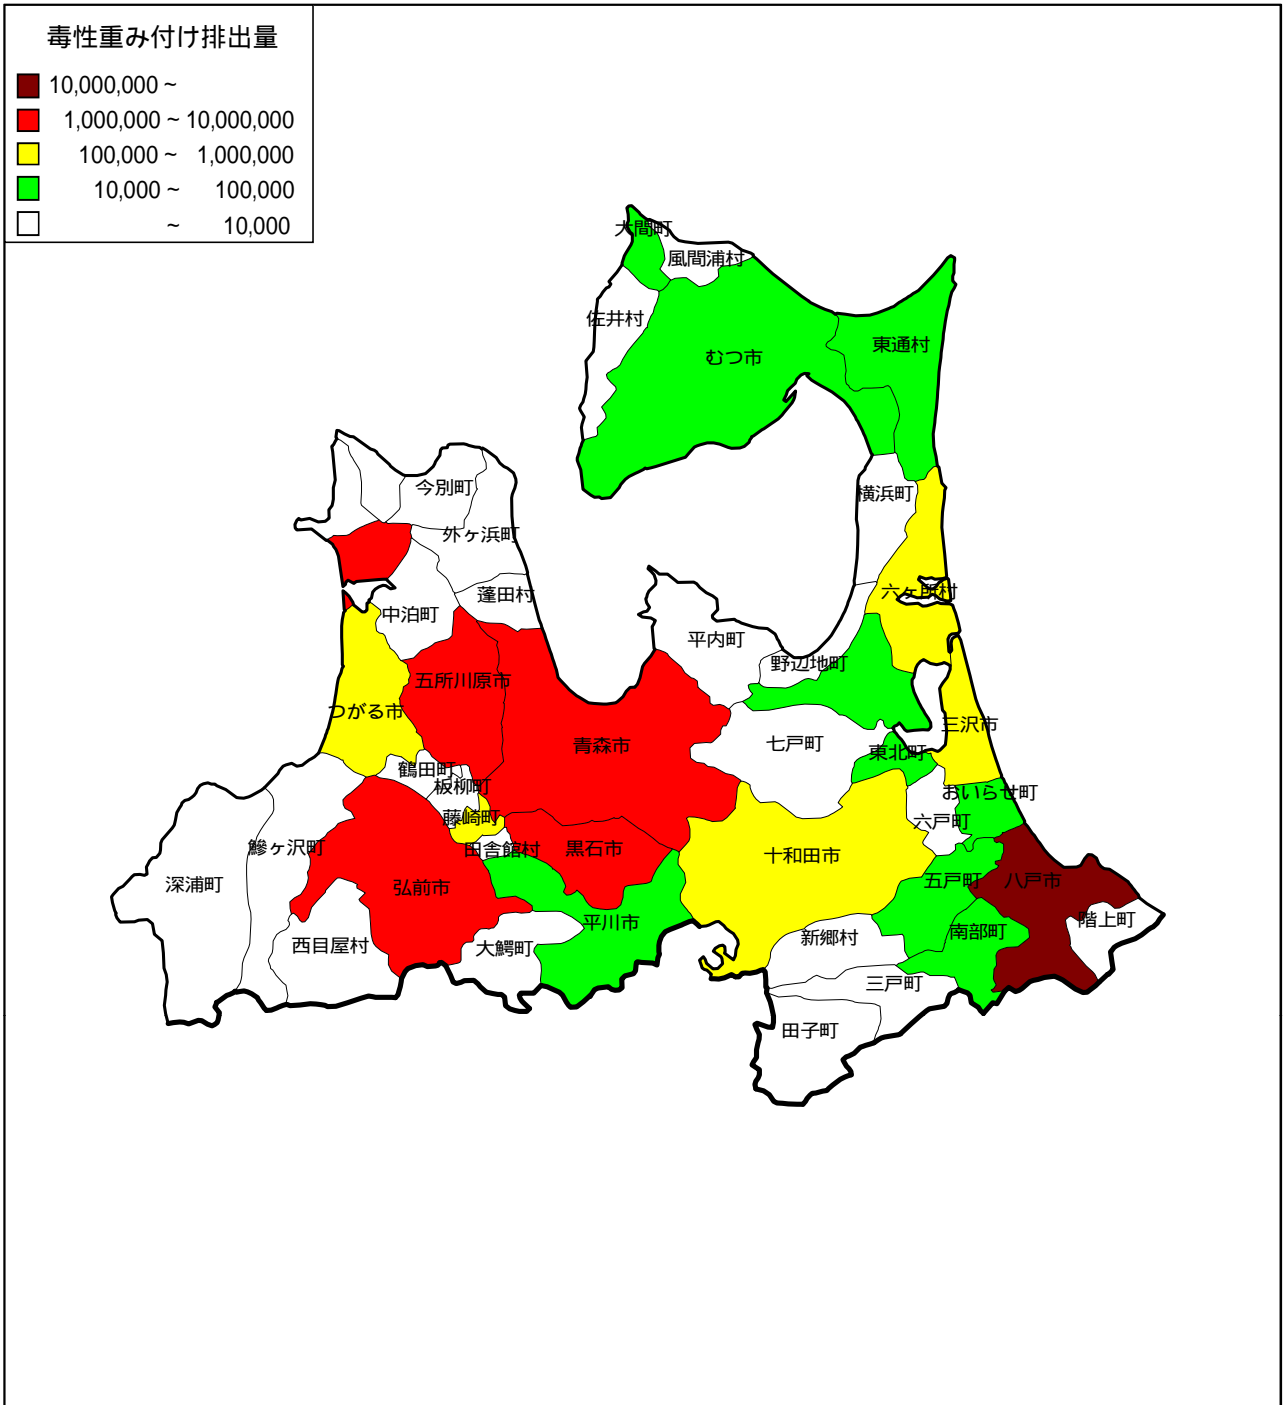 毒性重み付け排出量
10,000,000 ~
1,000,000 ~ 10,000,000
100,000 ~ 1,000,000
10,000 ~ 100,000
~ 10,000
大間町
風間浦村
佐井村
むつ市
東通村
今別町
横浜町
外ヶ浜町
六ヶ所村
蓬田村
中泊町
平内町
野辺地町
五所川原市
つがる市
三沢市
青森市
七戸町
東北町
鶴田町
板柳町
おいらせ町
藤崎町
六戸町
鰺ヶ沢町
田舎館村
黒石市
十和田市
深浦町
弘前市
五戸町
八戸市
階上町
平川市
南部町
新郷村
西目屋村
大鰐町
三戸町
田子町